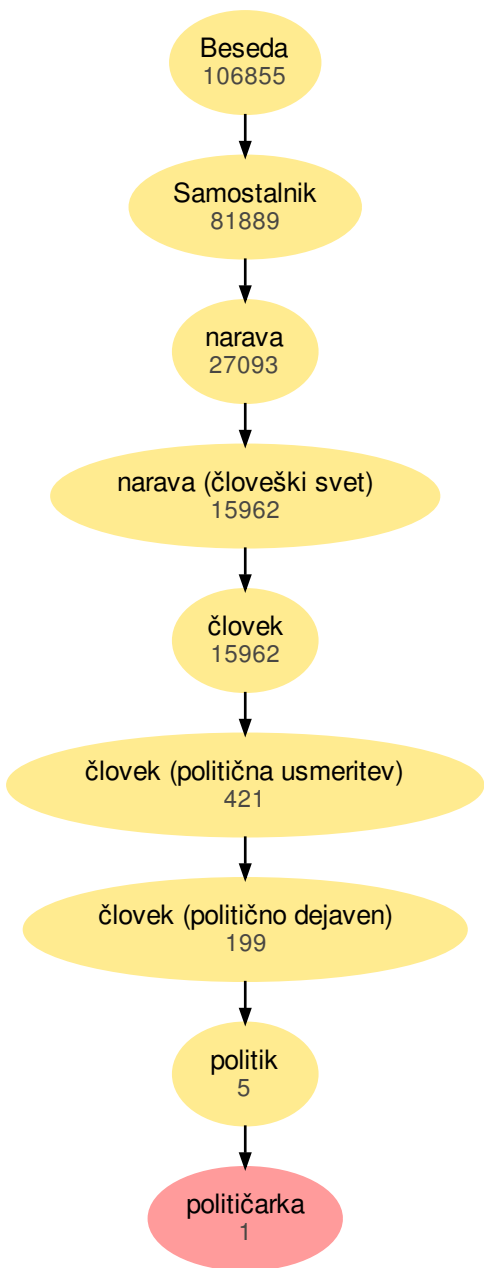 Beseda
106855
Samostalnik
81889
narava
27093
narava (človeški svet)
15962
človek
15962
človek (politična usmeritev)
421
človek (politično dejaven)
199
politik
5
političarka
1